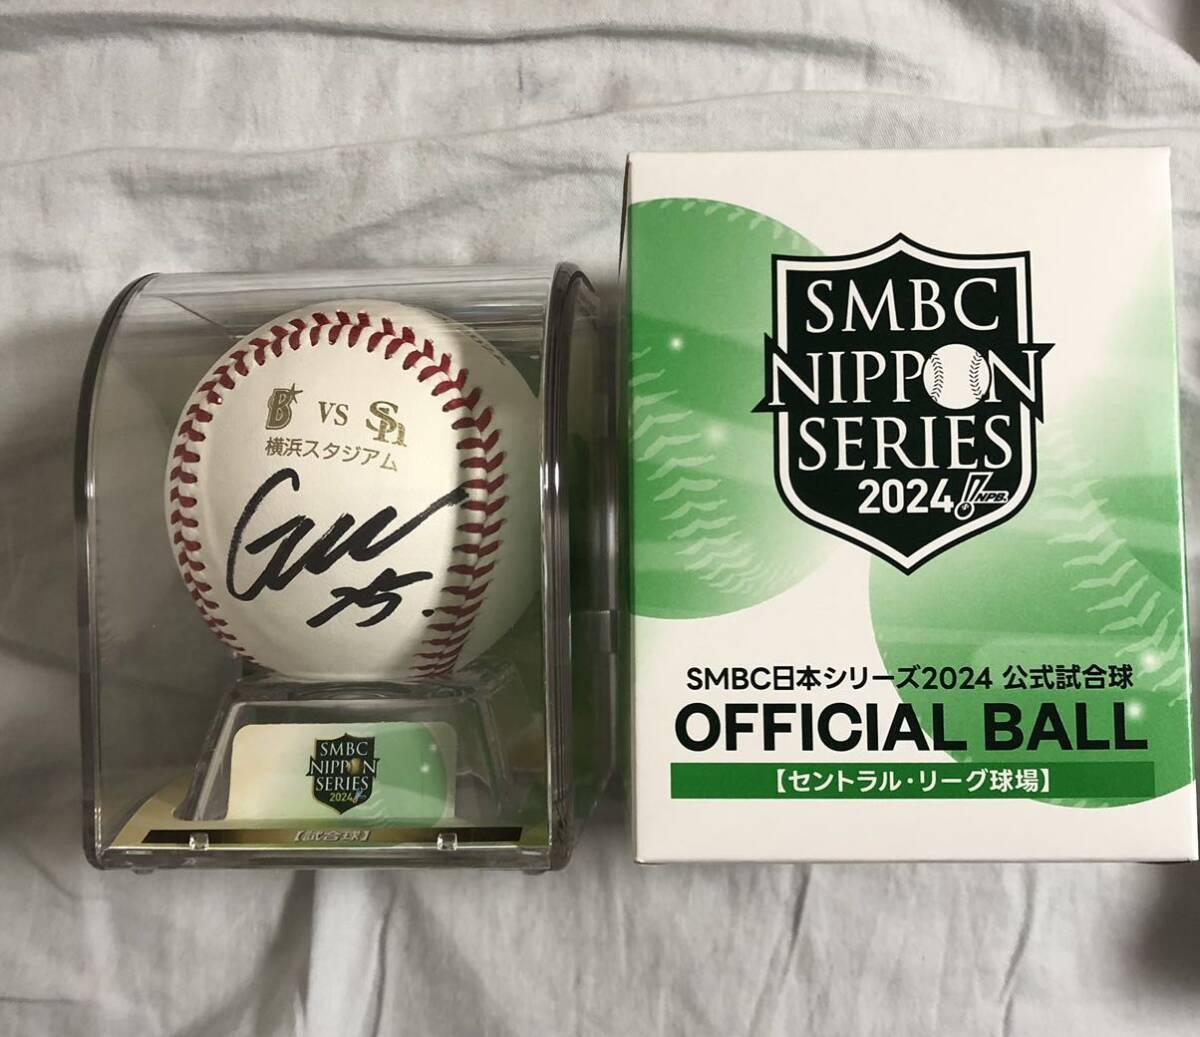 B VS Sh
横浜スタジアム
25.
SMBC
NIPPON
SERIES
2024
【試合球】
SMBC
NIPPON
SERIES
2024 NPB
SMBC日本シリーズ2024 公式試合球
OFFICIAL BALL
【セントラル・リーグ球場】